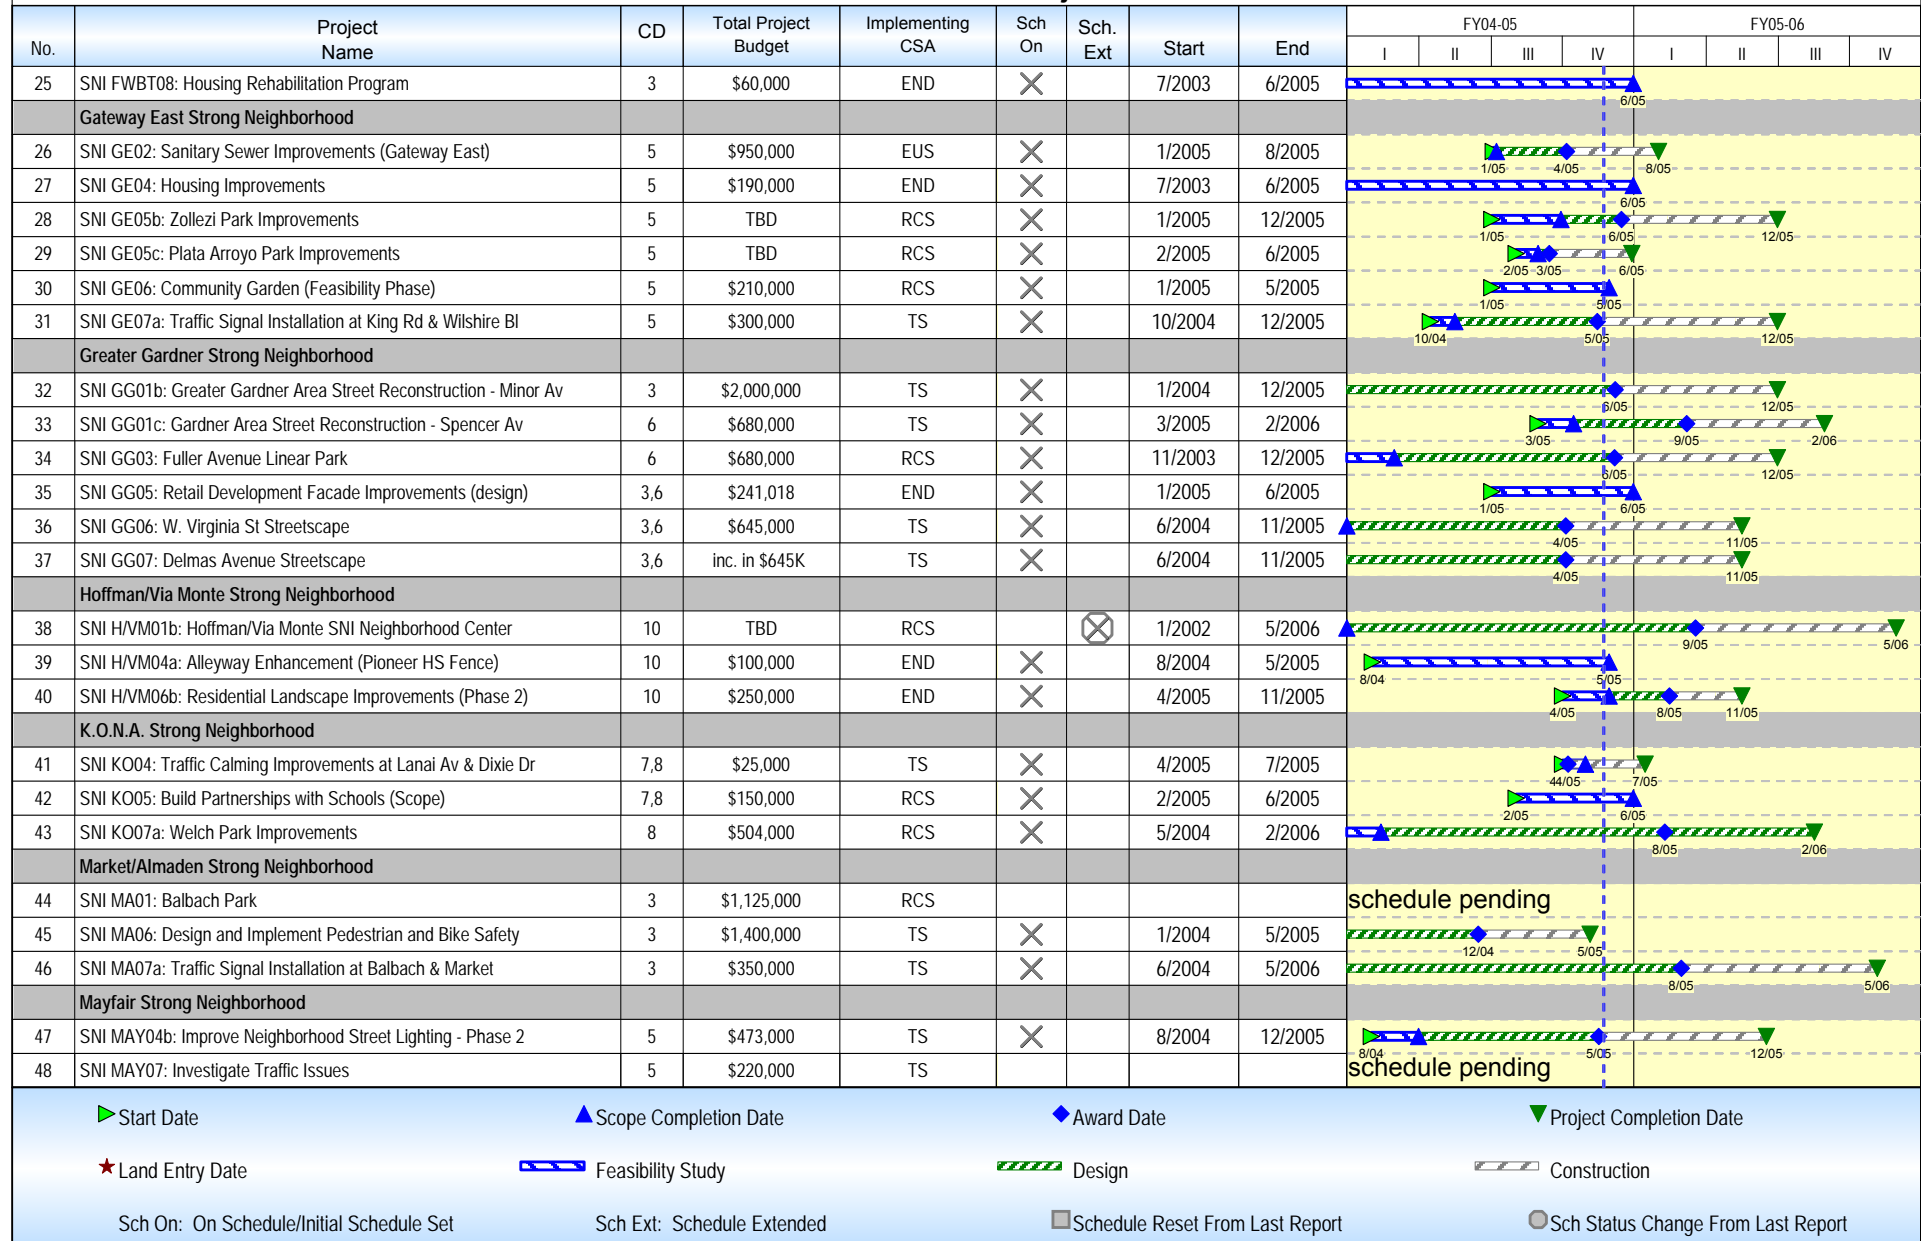 No. Project Name CD Total Project Budget Implementing CSA Sch On Sch. Ext Start End FY04-05 FY05-06
I II III IV I II III IV
25 SNI FWBT08: Housing Rehabilitation Program 3 $60,000 END 7/2003 6/2005 6/05
Gateway East Strong Neighborhood
26 SNI GE02: Sanitary Sewer Improvements (Gateway East) 5 $950,000 EUS 1/2005 8/2005 1/05 4/05 8/05
27 SNI GE04: Housing Improvements 5 $190,000 END 7/2003 6/2005 6/05
28 SNI GE05b: Zollezi Park Improvements 5 TBD RCS 1/2005 12/2005 1/05 6/05 12/05
29 SNI GE05c: Plata Arroyo Park Improvements 5 TBD RCS 2/2005 6/2005 2/05 3/05 6/05
30 SNI GE06: Community Garden (Feasibility Phase) 5 $210,000 RCS 1/2005 5/2005 1/05 5/05
31 SNI GE07a: Traffic Signal Installation at King Rd & Wilshire Bl 5 $300,000 TS 10/2004 12/2005 10/04 5/05 12/05
Greater Gardner Strong Neighborhood
32 SNI GG01b: Greater Gardner Area Street Reconstruction - Minor Av 3 $2,000,000 TS 1/2004 12/2005 6/05 12/05
33 SNI GG01c: Gardner Area Street Reconstruction - Spencer Av 6 $680,000 TS 3/2005 2/2006 3/05 9/05 2/06
34 SNI GG03: Fuller Avenue Linear Park 6 $680,000 RCS 11/2003 12/2005 6/05 12/05
35 SNI GG05: Retail Development Facade Improvements (design) 3,6 $241,018 END 1/2005 6/2005 1/05 6/05
36 SNI GG06: W. Virginia St Streetscape 3,6 $645,000 TS 6/2004 11/2005 4/05 11/05
37 SNI GG07: Delmas Avenue Streetscape 3,6 inc. in $645K TS 6/2004 11/2005 4/05 11/05
Hoffman/Via Monte Strong Neighborhood
38 SNI H/VM01b: Hoffman/Via Monte SNI Neighborhood Center 10 TBD RCS 1/2002 5/2006 9/05 5/06
39 SNI H/VM04a: Alleyway Enhancement (Pioneer HS Fence) 10 $100,000 END 8/2004 5/2005 8/04 5/05
40 SNI H/VM06b: Residential Landscape Improvements (Phase 2) 10 $250,000 END 4/2005 11/2005 4/05 8/05 11/05
K.O.N.A. Strong Neighborhood
41 SNI KO04: Traffic Calming Improvements at Lanai Av & Dixie Dr 7,8 $25,000 TS 4/2005 7/2005 44/05 7/05
42 SNI KO05: Build Partnerships with Schools (Scope) 7,8 $150,000 RCS 2/2005 6/2005 2/05 6/05
43 SNI KO07a: Welch Park Improvements 8 $504,000 RCS 5/2004 2/2006 8/05 2/06
Market/Almaden Strong Neighborhood
44 SNI MA01: Balbach Park 3 $1,125,000 RCS schedule pending
45 SNI MA06: Design and Implement Pedestrian and Bike Safety 3 $1,400,000 TS 1/2004 5/2005 12/04 5/05
46 SNI MA07a: Traffic Signal Installation at Balbach & Market 3 $350,000 TS 6/2004 5/2006 8/05 5/06
Mayfair Strong Neighborhood
47 SNI MAY04b: Improve Neighborhood Street Lighting - Phase 2 5 $473,000 TS 8/2004 12/2005 8/04 5/05 12/05
48 SNI MAY07: Investigate Traffic Issues 5 $220,000 TS schedule pending
Start Date Scope Completion Date Award Date Project Completion Date
Land Entry Date Feasibility Study Design Construction
Sch On: On Schedule/Initial Schedule Set Sch Ext: Schedule Extended Schedule Reset From Last Report Sch Status Change From Last Report